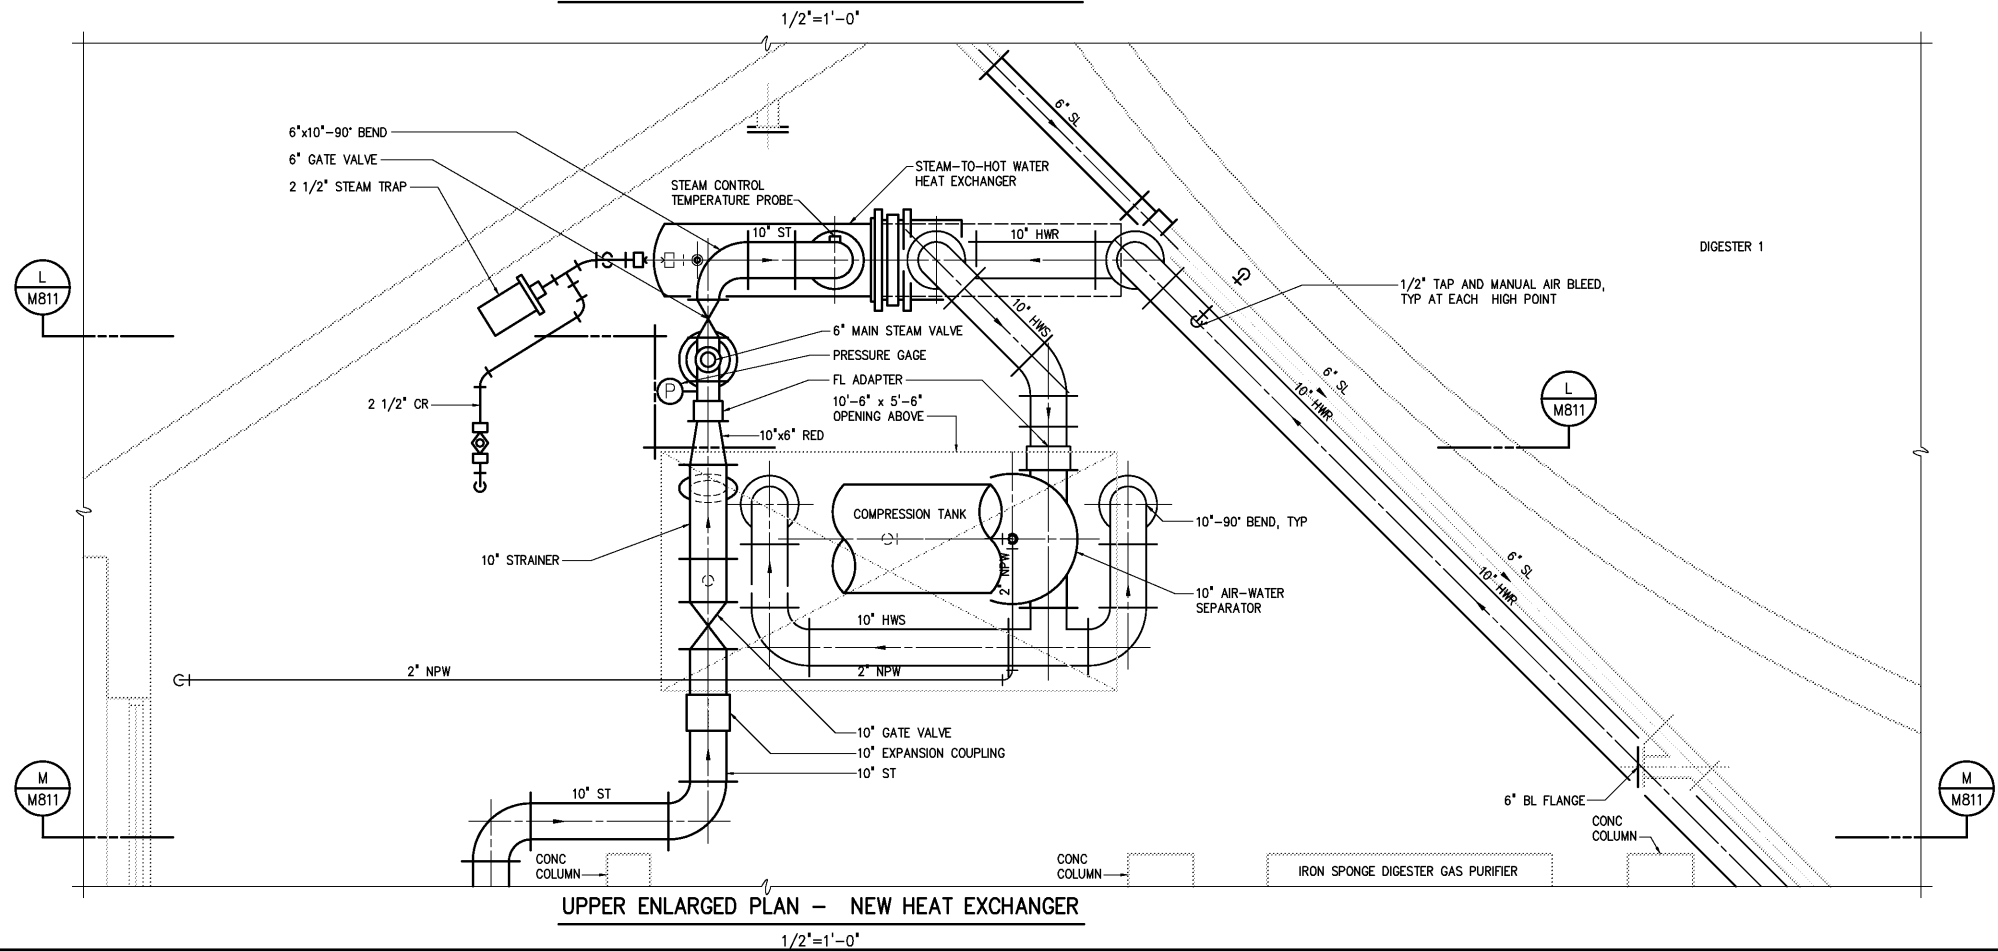 1/2"=1'-0"
6" SL
6"x10"-90° BEND
6" GATE VALVE
2 1/2" STEAM TRAP
STEAM CONTROL
TEMPERATURE PROBE
STEAM-TO-HOT WATER
HEAT EXCHANGER
10" ST
10" HWR
DIGESTER 1
L
M811
1/2" TAP AND MANUAL AIR BLEED,
TYP AT EACH HIGH POINT
10" HWS
6" MAIN STEAM VALVE
PRESSURE GAGE
P
FL ADAPTER
10'-6" x 5'-6"
OPENING ABOVE
2 1/2" CR
10"x6" RED
6" SL
10" HWR
L
M811
COMPRESSION TANK
10"-90° BEND, TYP
10" STRAINER
2" NPW
10" AIR-WATER
SEPARATOR
6" SL
10" HWR
10" HWS
2" NPW
2" NPW
10" GATE VALVE
10" EXPANSION COUPLING
10" ST
M
M811
10" ST
6" BL FLANGE
M
M811
CONC
COLUMN
CONC
COLUMN
CONC
COLUMN
IRON SPONGE DIGESTER GAS PURIFIER
UPPER ENLARGED PLAN - NEW HEAT EXCHANGER
1/2"=1'-0"